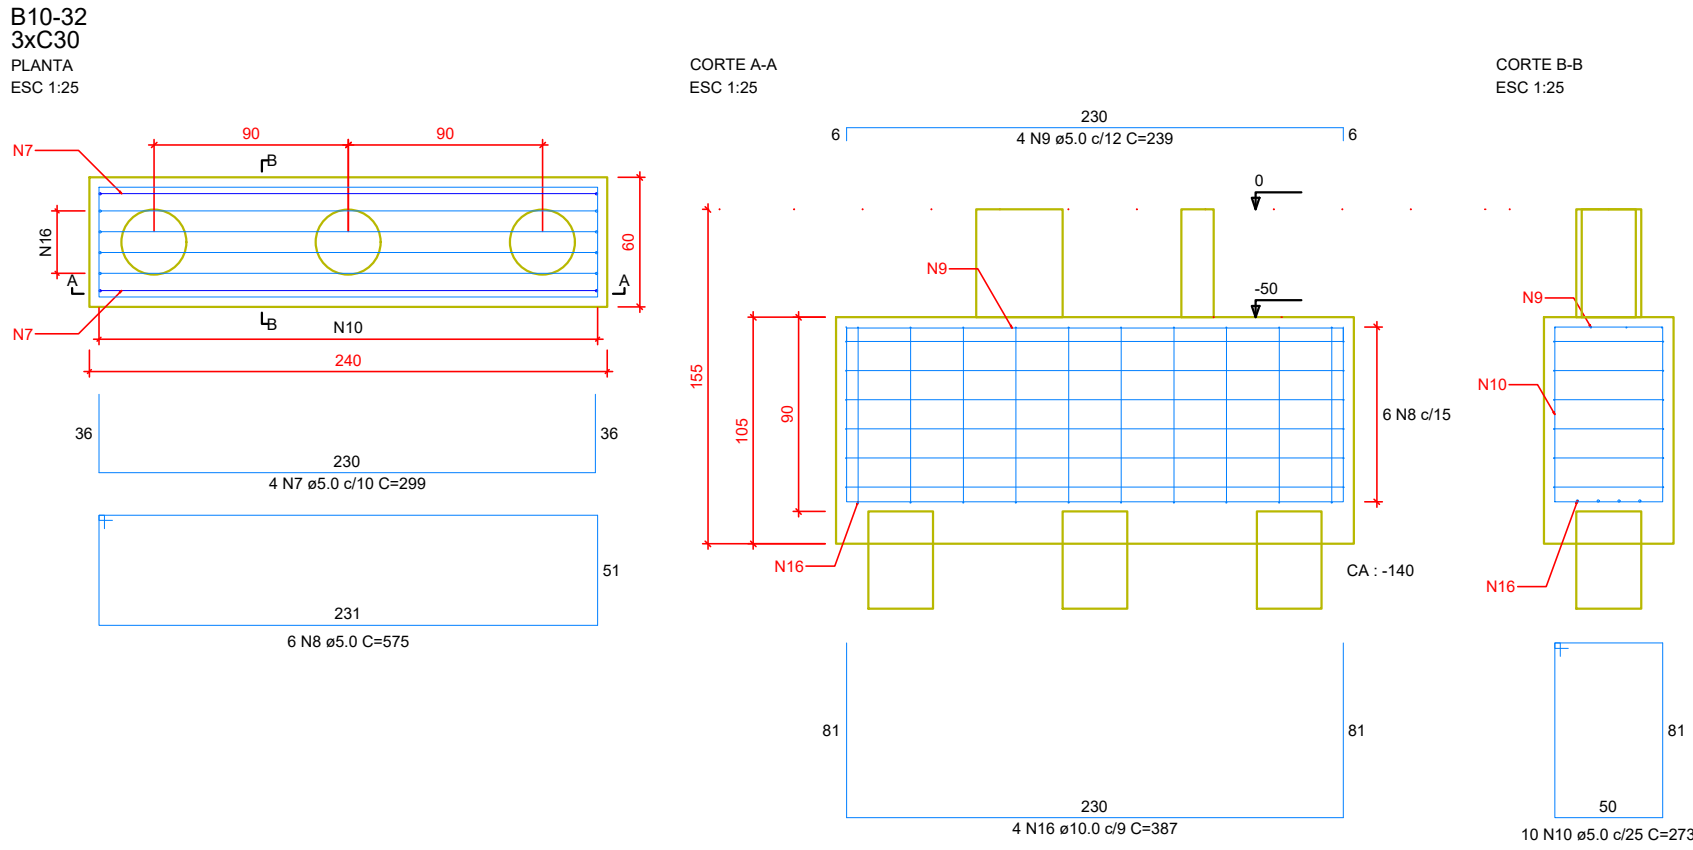 B10-32
3xC30
PLANTA
ESC 1:25
90
90
N7
B
N16
60
A
A
B
N7
N10
240
36
36
230
4 N7 ø5.0 c/10 C=299
51
231
6 N8 ø5.0 C=575
CORTE A-A
ESC 1:25
230
6
6
4 N9 ø5.0 c/12 C=239
0
N9
-50
155
105
90
6 N8 c/15
N16
CA : -140
81
81
230
4 N16 ø10.0 c/9 C=387
CORTE B-B
ESC 1:25
N9
N10
N16
81
50
10 N10 ø5.0 c/25 C=273